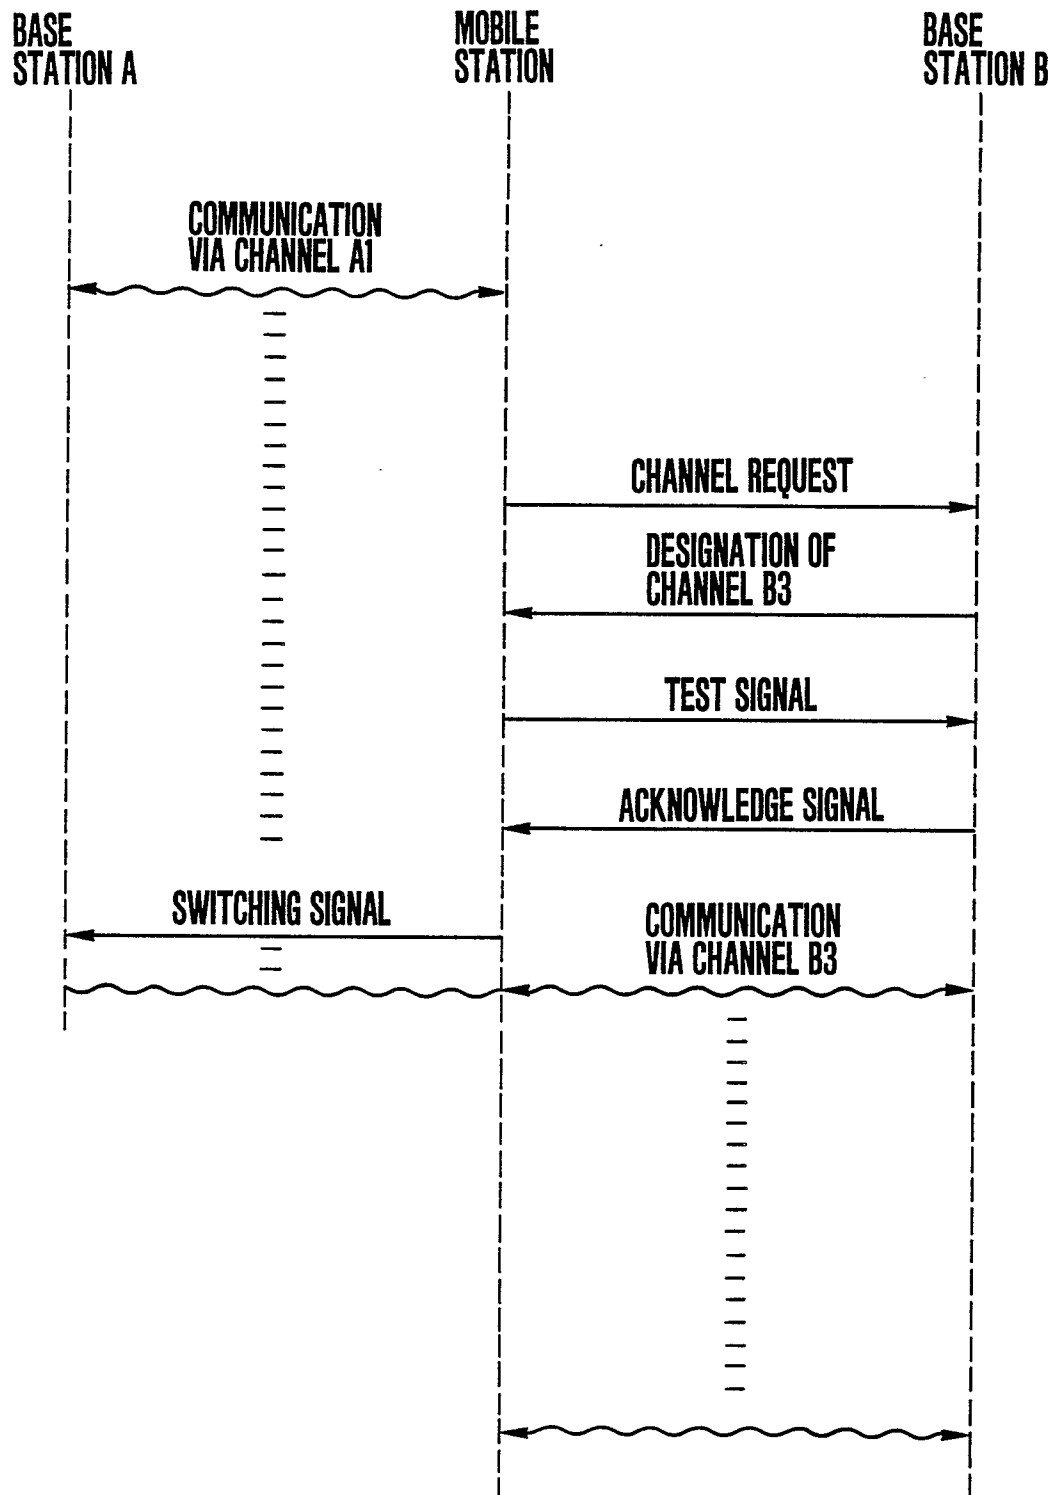 BASE
STATION A
MOBILE
STATION
BASE
STATION B
COMMUNICATION
VIA CHANNEL A1
CHANNEL REQUEST
DESIGNATION OF
CHANNEL B3
TEST SIGNAL
ACKNOWLEDGE SIGNAL
SWITCHING SIGNAL
COMMUNICATION
VIA CHANNEL B3